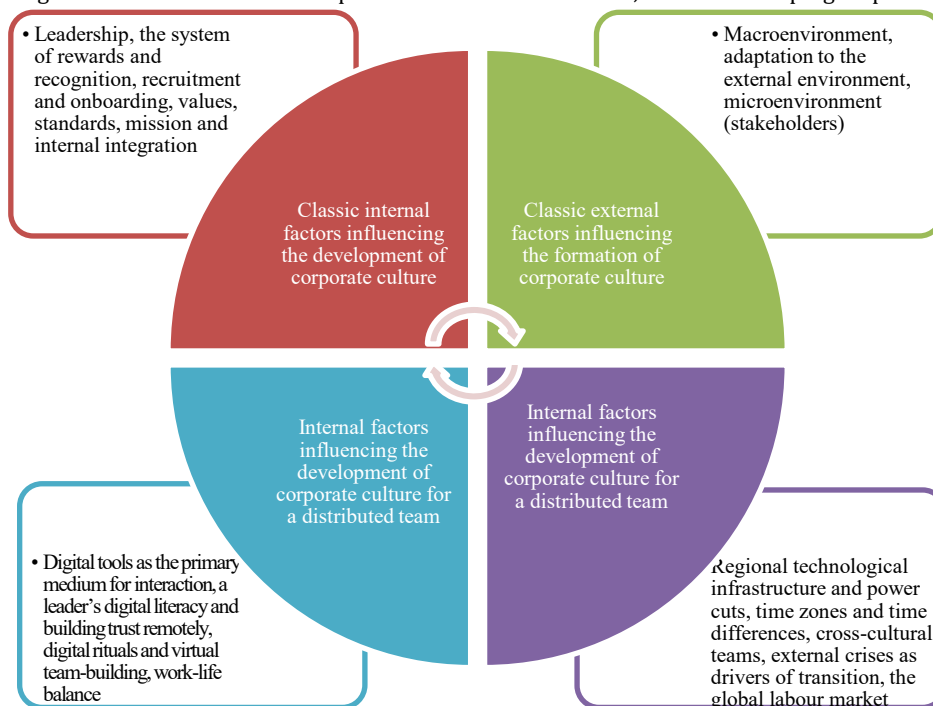 • Leadership, the system
of rewards and
recognition, recruitment
and onboarding, values,
standards, mission and
internal integration
• Macroenvironment,
adaptation to the
external environment,
microenvironment
(stakeholders)
Classic internal
factors influencing
the development of
corporate culture
Classic external
factors influencing
the formation of
corporate culture
Internal factors
influencing the
development of
corporate culture for
a distributed team
Internal factors
influencing the
development of
corporate culture for
a distributed team
• Digital tools as the primary
medium for interaction, a
leader's digital literacy and
building trust remotely,
digital rituals and virtual
team-building, work-life
balance
Regional technological
infrastructure and power
cuts, time zones and time
differences, cross-cultural
teams, external crises as
drivers of transition, the
global labour market